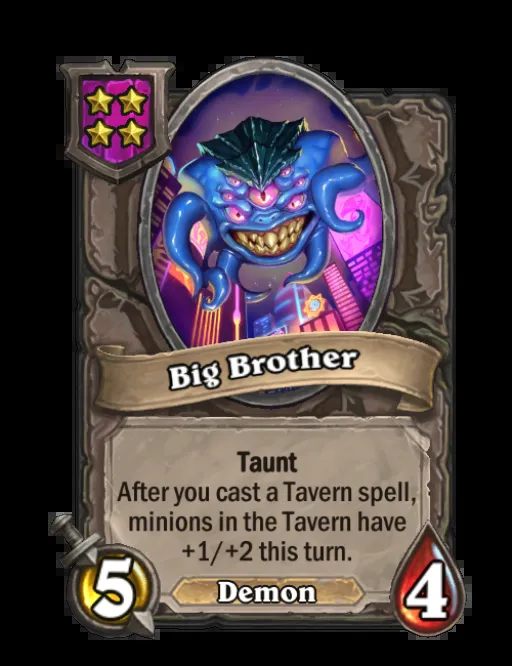 Big Brother
Taunt
After you cast a Tavern spell,
minions in the Tavern have
+1/+2 this turn.
5
Demon
4